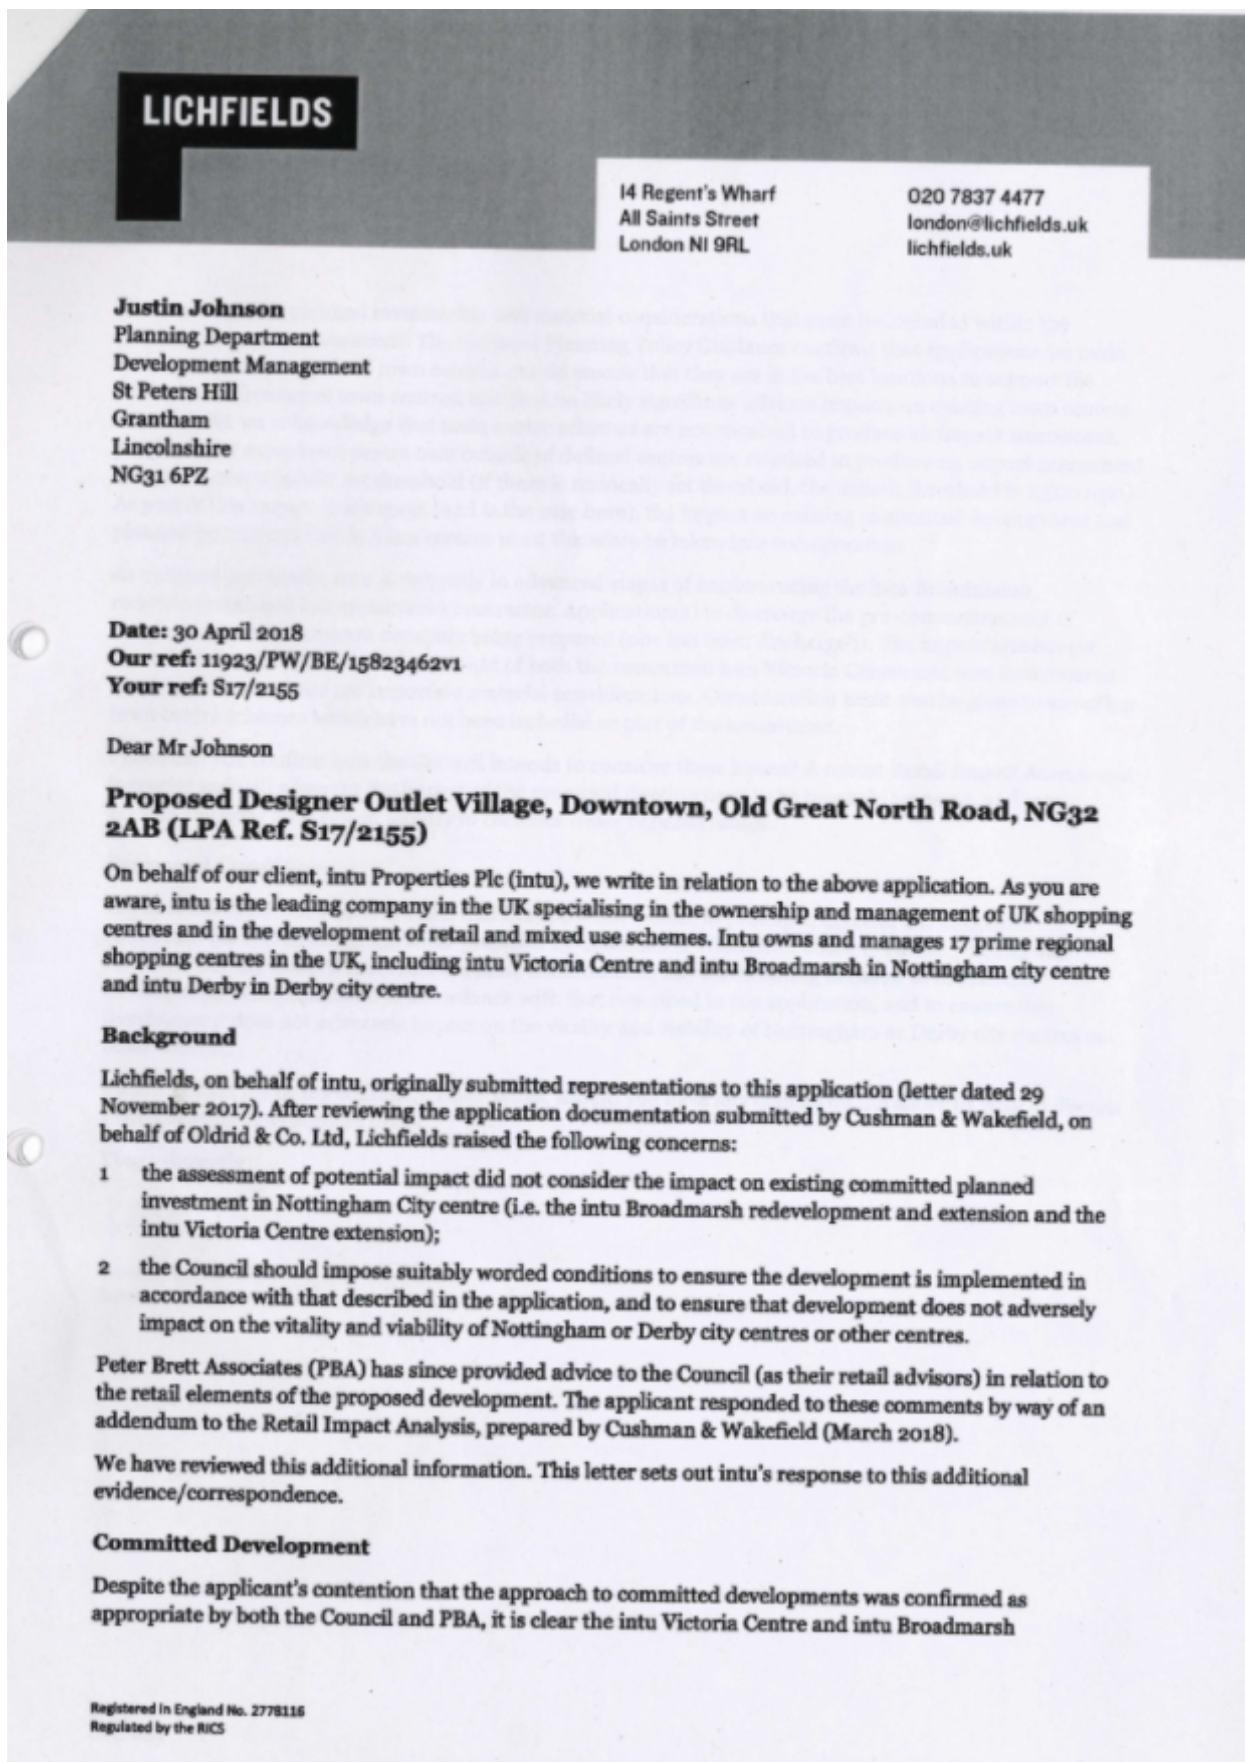 LICHFIELDS
14 Regent's Wharf
All Saints Street
London N1 9RL
020 7837 4477
london@lichfields.uk
lichfields.uk
Justin Johnson
Planning Department
Development Management
St Peters Hill
Grantham
Lincolnshire
NG31 6PZ
Date: 30 April 2018
Our ref: 11923/PW/BE/15823462v1
Your ref: S17/2155
Dear Mr Johnson
Proposed Designer Outlet Village, Downtown, Old Great North Road, NG32
2AB (LPA Ref. S17/2155)
On behalf of our client, intu Properties Plc (intu), we write in relation to the above application. As you are
aware, intu is the leading company in the UK specialising in the ownership and management of UK shopping
centres and in the development of retail and mixed use schemes. Intu owns and manages 17 prime regional
shopping centres in the UK, including intu Victoria Centre and intu Broadmarsh in Nottingham city centre
and intu Derby in Derby city centre.
Background
Lichfields, on behalf of intu, originally submitted representations to this application (letter dated 29
November 2017). After reviewing the application documentation submitted by Cushman & Wakefield, on
behalf of Oldrid & Co. Ltd, Lichfields raised the following concerns:
1 the assessment of potential impact did not consider the impact on existing committed planned
investment in Nottingham City centre (i.e. the intu Broadmarsh redevelopment and extension and the
intu Victoria Centre extension);
2 the Council should impose suitably worded conditions to ensure the development is implemented in
accordance with that described in the application, and to ensure that development does not adversely
impact on the vitality and viability of Nottingham or Derby city centres or other centres.
Peter Brett Associates (PBA) has since provided advice to the Council (as their retail advisors) in relation to
the retail elements of the proposed development. The applicant responded to these comments by way of an
addendum to the Retail Impact Analysis, prepared by Cushman & Wakefield (March 2018).
We have reviewed this additional information. This letter sets out intu's response to this additional
evidence/correspondence.
Committed Development
Despite the applicant's contention that the approach to committed developments was confirmed as
appropriate by both the Council and PBA, it is clear the intu Victoria Centre and intu Broadmarsh
Registered in England No. 2778116
Regulated by the RICS